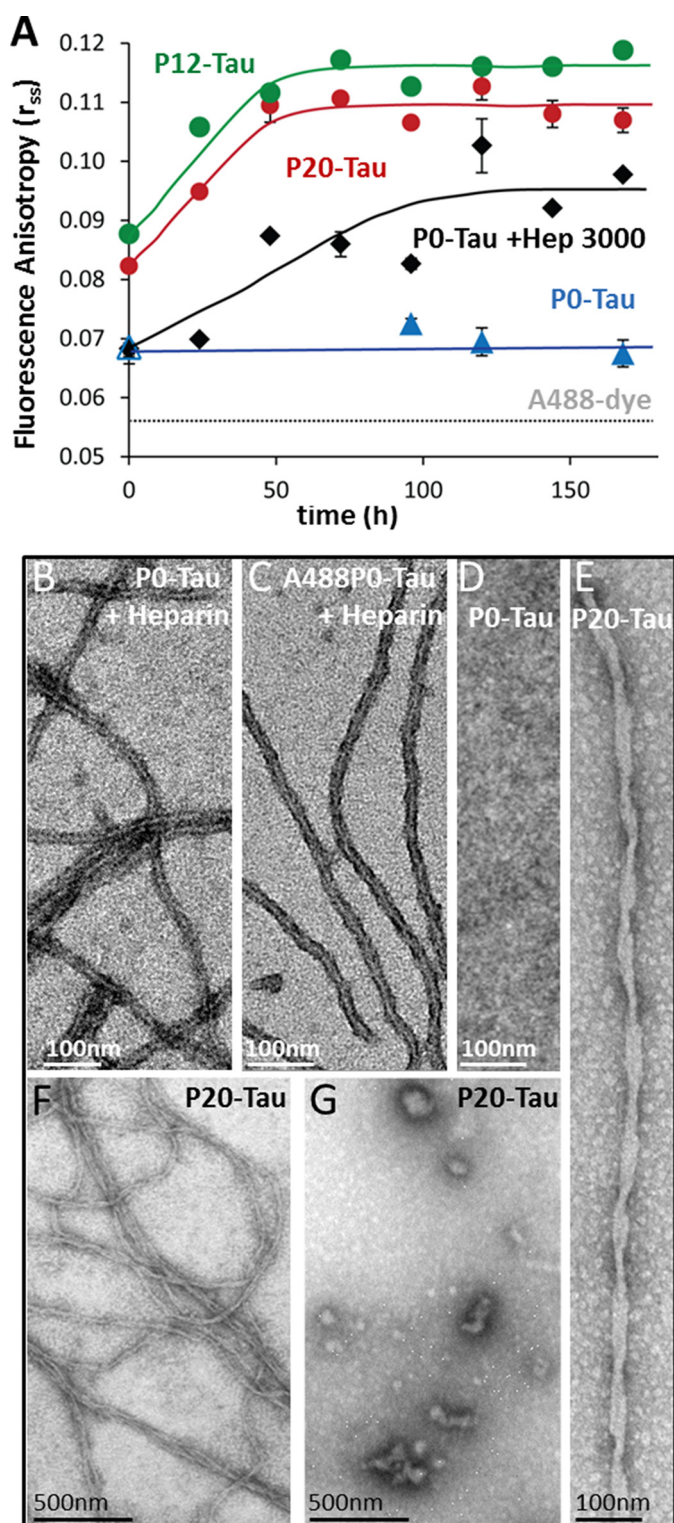 A
0.12
P12-Tau
0.11
P20-Tau
0.10
0.09
P0-Tau +Hep 3000
0.08
P0-Tau
0.07
A488-dye
0.06
0.05
0
50
100
150
time (h)
Fluorescence Anisotropy (rss)
B
P0-Tau
+ Heparin
100nm
C
A488P0-Tau
+ Heparin
100nm
D
P0-Tau
100nm
E
P20-Tau
100nm
F
P20-Tau
500nm
G
P20-Tau
500nm